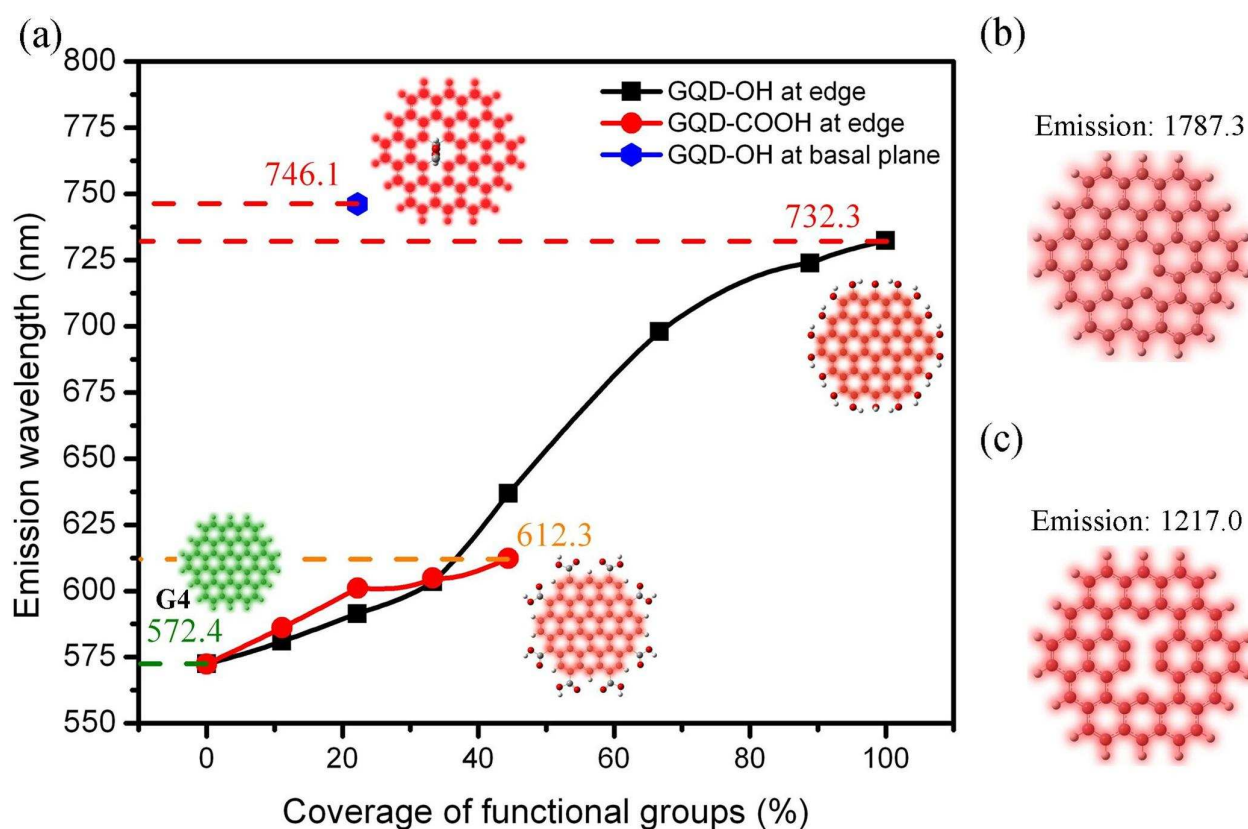 (a)
800
775
750
725
700
675
650
625
600
575
550
Emission wavelength (nm)
0
20
40
60
80
100
Coverage of functional groups (%)
GQD-OH at edge
GQD-COOH at edge
GQD-OH at basal plane
746.1
732.3
612.3
G4
572.4
(b)
Emission: 1787.3
(c)
Emission: 1217.0